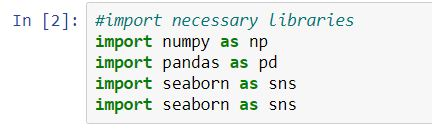 In [2]: #import necessary libraries
import numpy as np
import pandas as pd
import seaborn as sns
import seaborn as sns